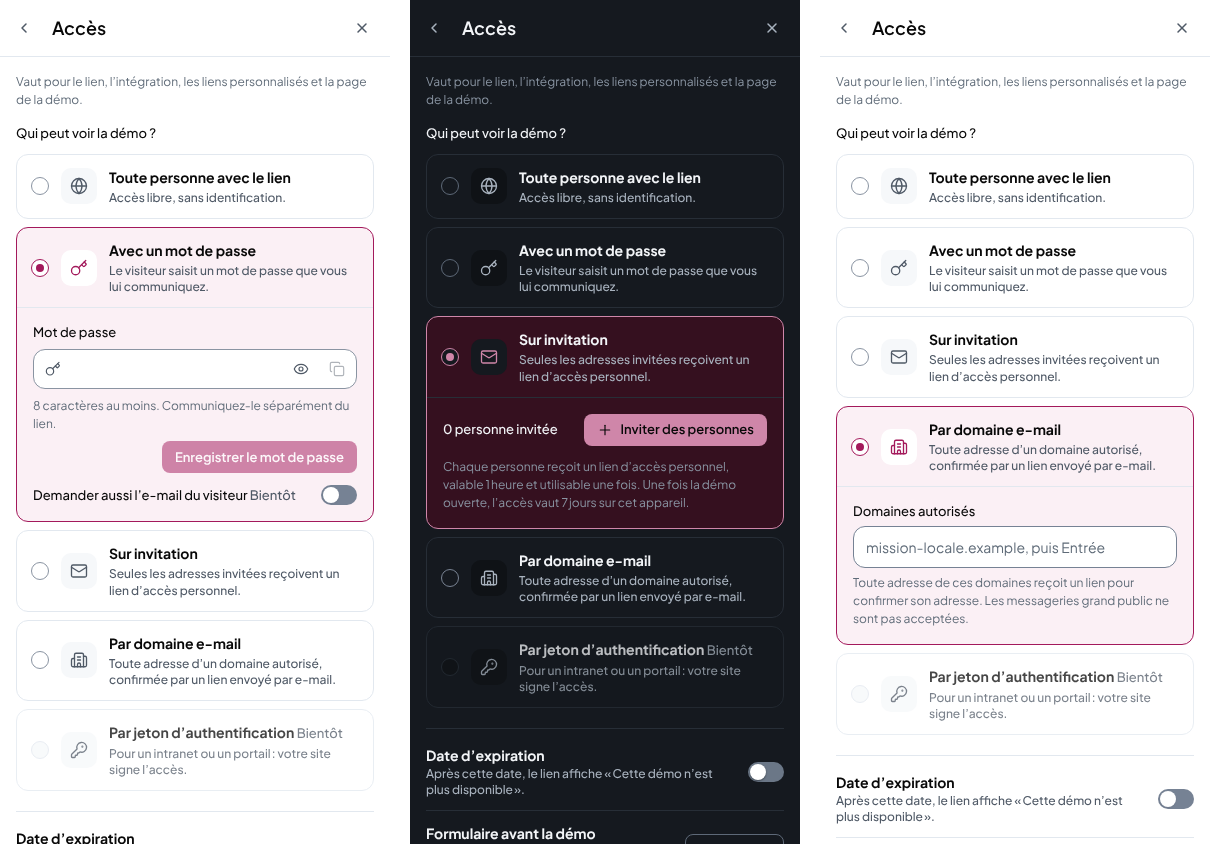 Accès
Vaut pour le lien, l’intégration, les liens personnalisés et la page
de la démo.
Qui peut voir la démo ?
Toute personne avec le lien
Accès libre, sans identification.
Avec un mot de passe
Le visiteur saisit un mot de passe que vous
lui communiquez.
Mot de passe
8 caractères au moins. Communiquez-le séparément du
lien.
Enregistrer le mot de passe
Demander aussi l’e-mail du visiteur Bientôt
Sur invitation
Seules les adresses invitées reçoivent un
lien d’accès personnel.
Par domaine e-mail
Toute adresse d’un domaine autorisé,
confirmée par un lien envoyé par e-mail.
Par jeton d’authentification Bientôt
Pour un intranet ou un portail : votre site
signe l’accès.
Date d’expiration
Accès
Vaut pour le lien, l’intégration, les liens personnalisés et la page
de la démo.
Qui peut voir la démo ?
Toute personne avec le lien
Accès libre, sans identification.
Avec un mot de passe
Le visiteur saisit un mot de passe que vous
lui communiquez.
Sur invitation
Seules les adresses invitées reçoivent un
lien d’accès personnel.
0 personne invitée
Inviter des personnes
Chaque personne reçoit un lien d’accès personnel,
valable 1 heure et utilisable une fois. Une fois la démo
ouverte, l’accès vaut 7 jours sur cet appareil.
Par domaine e-mail
Toute adresse d’un domaine autorisé,
confirmée par un lien envoyé par e-mail.
Par jeton d’authentification Bientôt
Pour un intranet ou un portail : votre site
signe l’accès.
Date d’expiration
Après cette date, le lien affiche « Cette démo n’est
plus disponible ».
Formulaire avant la démo
Accès
Vaut pour le lien, l’intégration, les liens personnalisés et la page
de la démo.
Qui peut voir la démo ?
Toute personne avec le lien
Accès libre, sans identification.
Avec un mot de passe
Le visiteur saisit un mot de passe que vous
lui communiquez.
Sur invitation
Seules les adresses invitées reçoivent un
lien d’accès personnel.
Par domaine e-mail
Toute adresse d’un domaine autorisé,
confirmée par un lien envoyé par e-mail.
Domaines autorisés
mission-locale.example, puis Entrée
Toute adresse de ces domaines reçoit un lien pour
confirmer son adresse. Les messageries grand public ne
sont pas acceptées.
Par jeton d’authentification Bientôt
Pour un intranet ou un portail : votre site
signe l’accès.
Date d’expiration
Après cette date, le lien affiche « Cette démo n’est
plus disponible ».